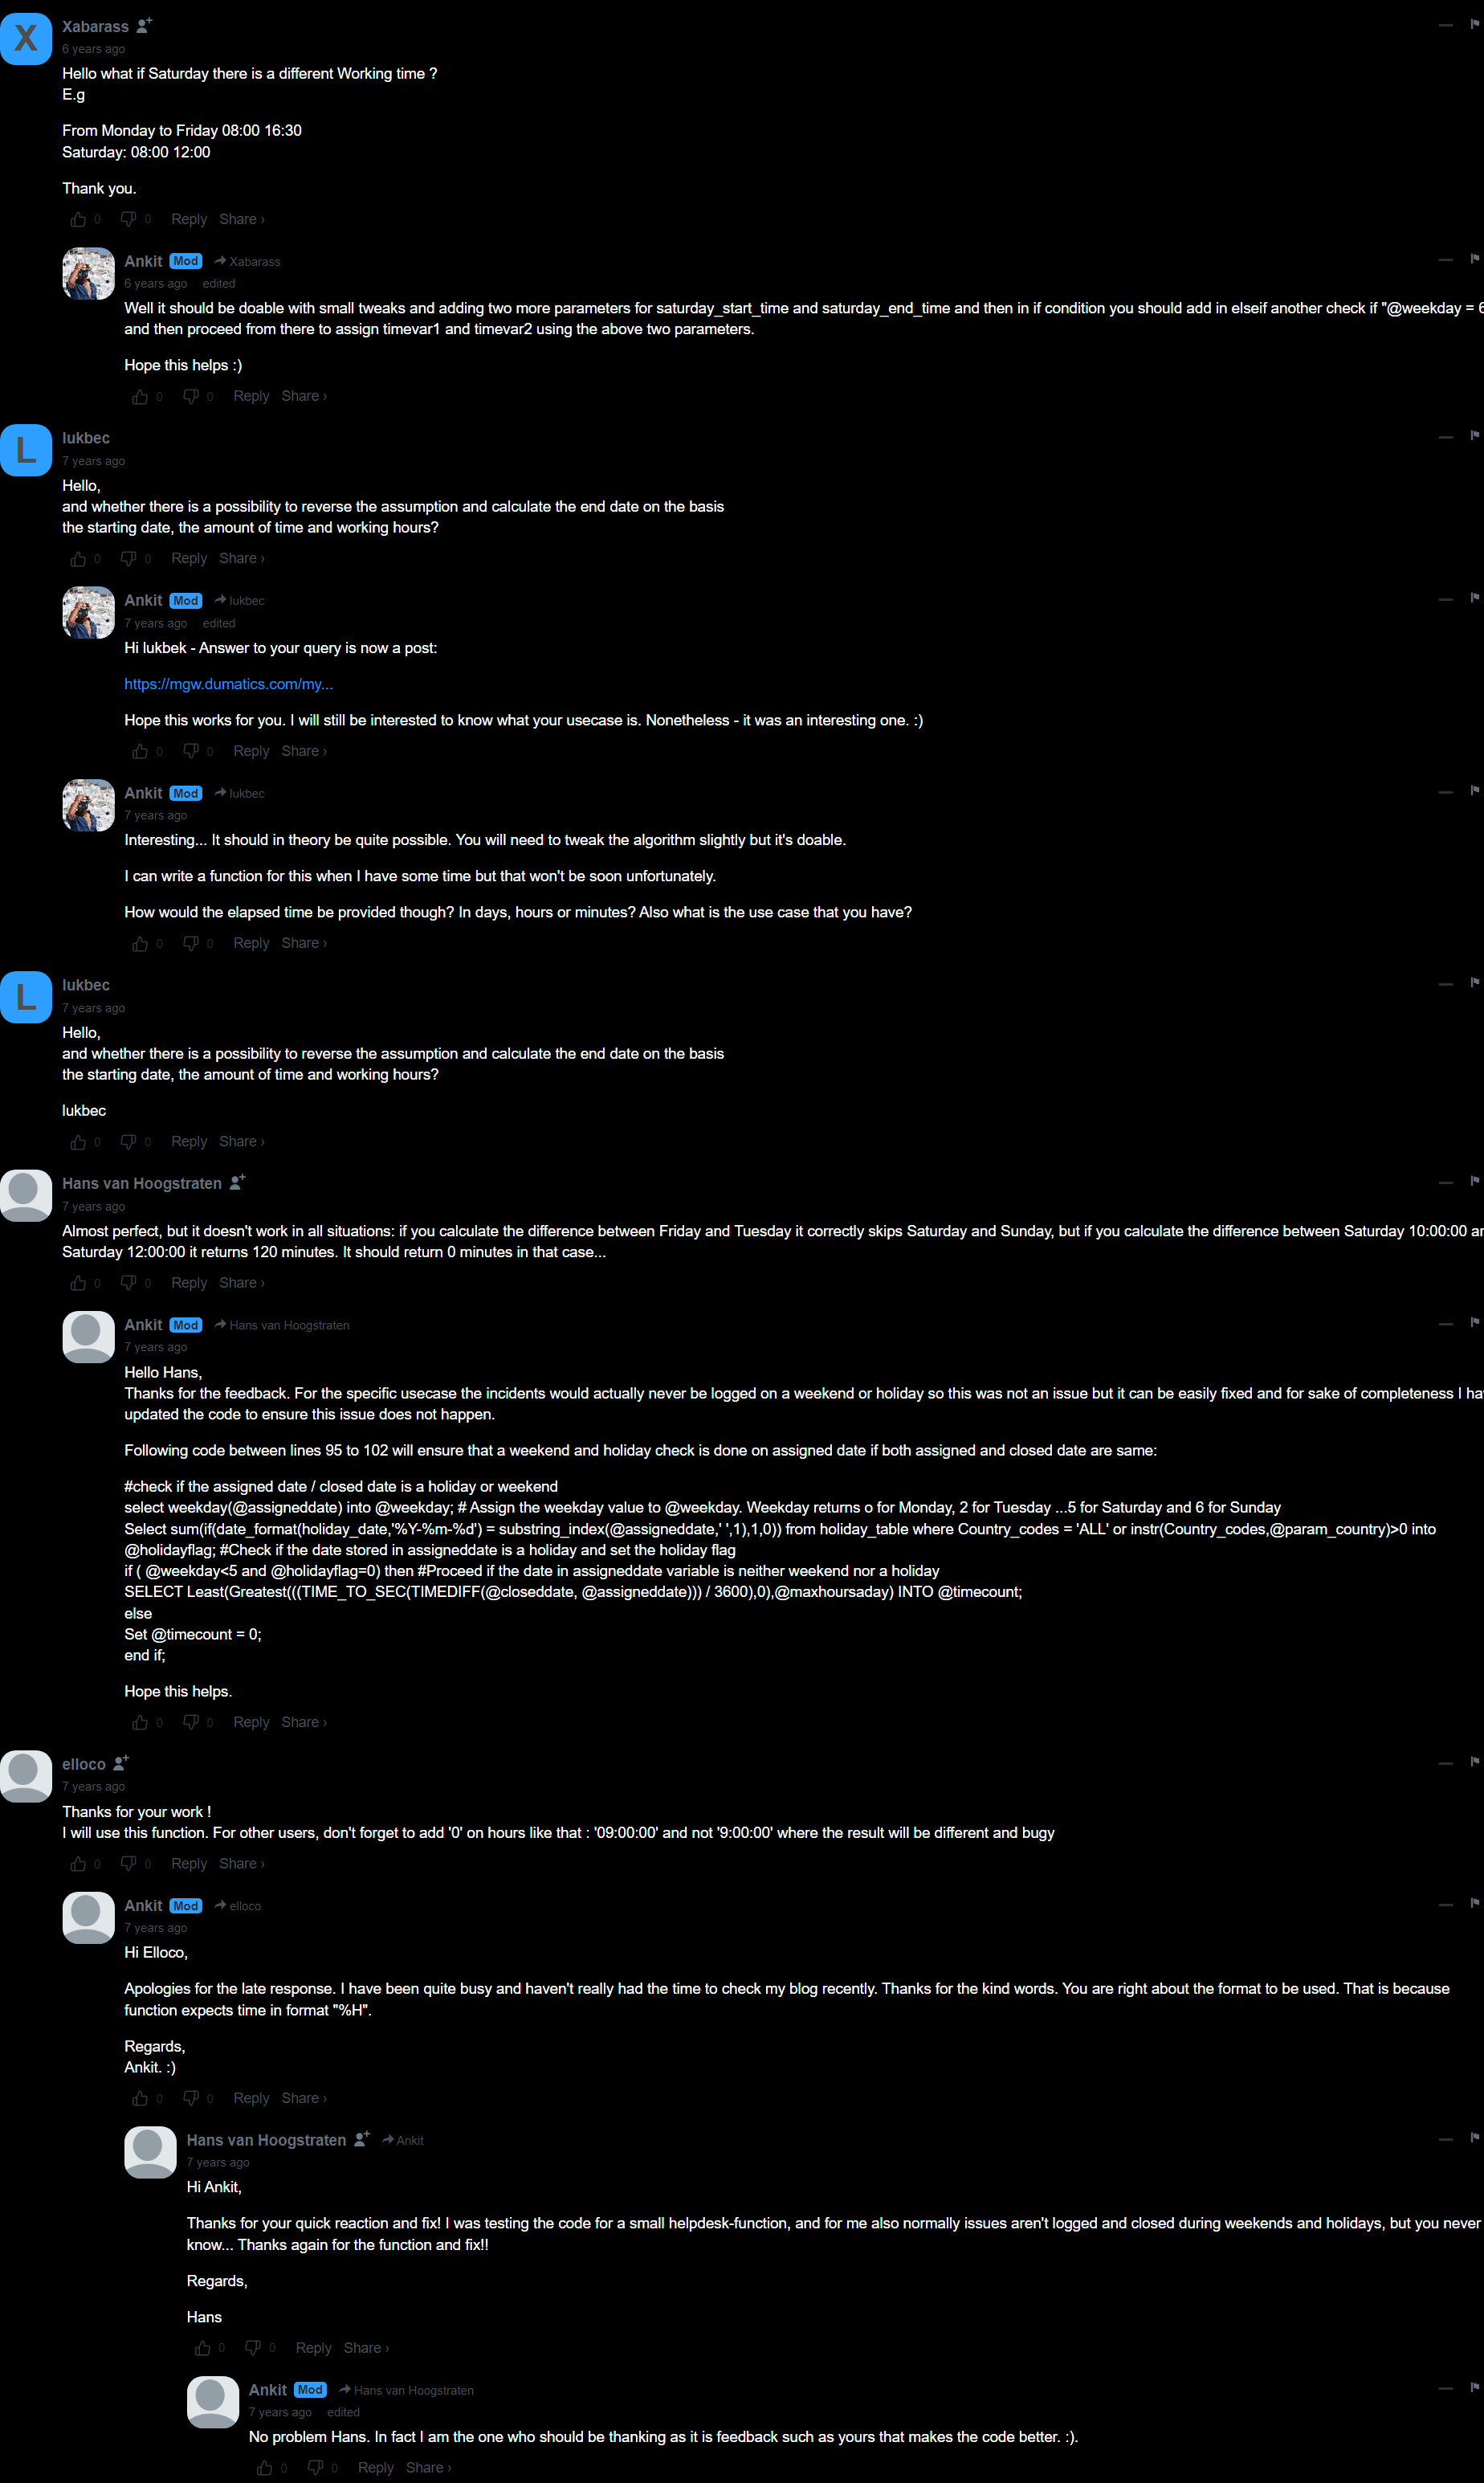 X
Xabarass
6 years ago
Hello what if Saturday there is a different Working time ?
E.g
From Monday to Friday 08:00 16:30
Saturday: 08:00 12:00
Thank you.
0 0 Reply Share ›
Ankit Mod Xabarass
6 years ago edited
Well it should be doable with small tweaks and adding two more parameters for saturday_start_time and saturday_end_time and then in if condition you should add in elseif another check if "@weekday =
and then proceed from there to assign timevar1 and timevar2 using the above two parameters.
Hope this helps :)
0 0 Reply Share ›
L
lukbec
7 years ago
Hello,
and whether there is a possibility to reverse the assumption and calculate the end date on the basis
the starting date, the amount of time and working hours?
0 0 Reply Share ›
Ankit Mod lukbec
7 years ago edited
Hi lukbek - Answer to your query is now a post:
https://mgw.dumatics.com/my...
Hope this works for you. I will still be interested to know what your usecase is. Nonetheless - it was an interesting one. :)
0 0 Reply Share ›
Ankit Mod lukbec
7 years ago
Interesting... It should in theory be quite possible. You will need to tweak the algorithm slightly but it's doable.
I can write a function for this when I have some time but that won't be soon unfortunately.
How would the elapsed time be provided though? In days, hours or minutes? Also what is the use case that you have?
0 0 Reply Share ›
L
lukbec
7 years ago
Hello,
and whether there is a possibility to reverse the assumption and calculate the end date on the basis
the starting date, the amount of time and working hours?
lukbec
0 0 Reply Share ›
Hans van Hoogstraten
7 years ago
Almost perfect, but it doesn't work in all situations: if you calculate the difference between Friday and Tuesday it correctly skips Saturday and Sunday, but if you calculate the difference between Saturday 10:00:00
Saturday 12:00:00 it returns 120 minutes. It should return 0 minutes in that case...
0 0 Reply Share ›
Ankit Mod Hans van Hoogstraten
7 years ago
Hello Hans,
Thanks for the feedback. For the specific usecase the incidents would actually never be logged on a weekend or holiday so this was not an issue but it can be easily fixed and for sake of completeness I
updated the code to ensure this issue does not happen.
Following code between lines 95 to 102 will ensure that a weekend and holiday check is done on assigned date if both assigned and closed date are same:
#check if the assigned date / closed date is a holiday or weekend
select weekday(@assigneddate) into @weekday; # Assign the weekday value to @weekday. Weekday returns o for Monday, 2 for Tuesday ...5 for Saturday and 6 for Sunday
Select sum(if(date_format(holiday_date,'%Y-%m-%d') = substring_index(@assigneddate,' ',1),1,0)) from holiday_table where Country_codes = 'ALL' or instr(Country_codes,@param_country)>0 into
@holidayflag; #Check if the date stored in assigneddate is a holiday and set the holiday flag
if ( @weekday<5 and @holidayflag=0) then #Proceed if the date in assigneddate variable is neither weekend nor a holiday
SELECT Least(Greatest(((TIME_TO_SEC(TIMEDIFF(@closeddate, @assigneddate))) / 3600),0),@maxhoursaday) INTO @timecount;
else
Set @timecount = 0;
end if;
Hope this helps.
0 0 Reply Share ›
elloco
7 years ago
Thanks for your work !
I will use this function. For other users, don't forget to add '0' on hours like that : '09:00:00' and not '9:00:00' where the result will be different and bugy
0 0 Reply Share ›
Ankit Mod elloco
7 years ago
Hi Elloco,
Apologies for the late response. I have been quite busy and haven't really had the time to check my blog recently. Thanks for the kind words. You are right about the format to be used. That is because
function expects time in format "%H".
Regards,
Ankit. :)
0 0 Reply Share ›
Hans van Hoogstraten Ankit
7 years ago
Hi Ankit,
Thanks for your quick reaction and fix! I was testing the code for a small helpdesk-function, and for me also normally issues aren't logged and closed during weekends and holidays, but you never
know... Thanks again for the function and fix!!
Regards,
Hans
0 0 Reply Share ›
Ankit Mod Hans van Hoogstraten
7 years ago edited
No problem Hans. In fact I am the one who should be thanking as it is feedback such as yours that makes the code better. :).
0 0 Reply Share ›